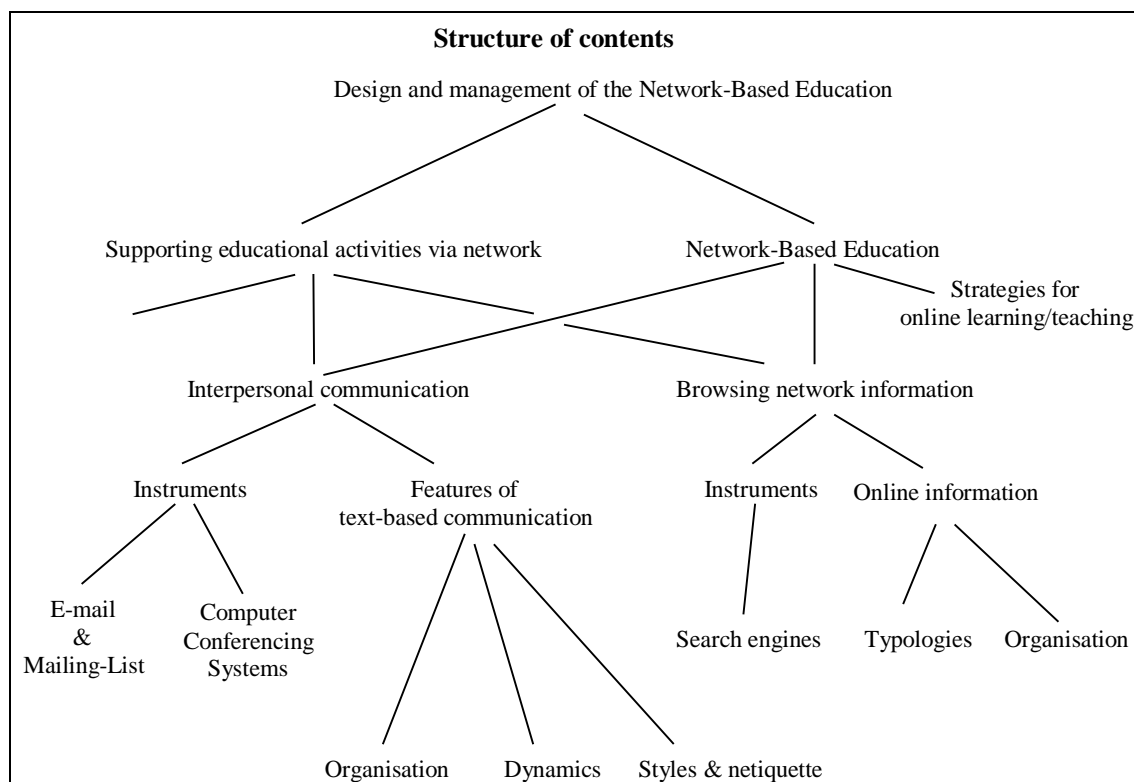 Structure of contents
Design and management of the Network-Based Education
Supporting educational activities via network
Network-Based Education
Strategies for
online learning/teaching
Interpersonal communication
Browsing network information
Instruments
Features of
text-based communication
Instruments
Online information
E-mail
&
Mailing-List
Computer
Conferencing
Systems
Search engines
Typologies
Organisation
Organisation
Dynamics
Styles & netiquette